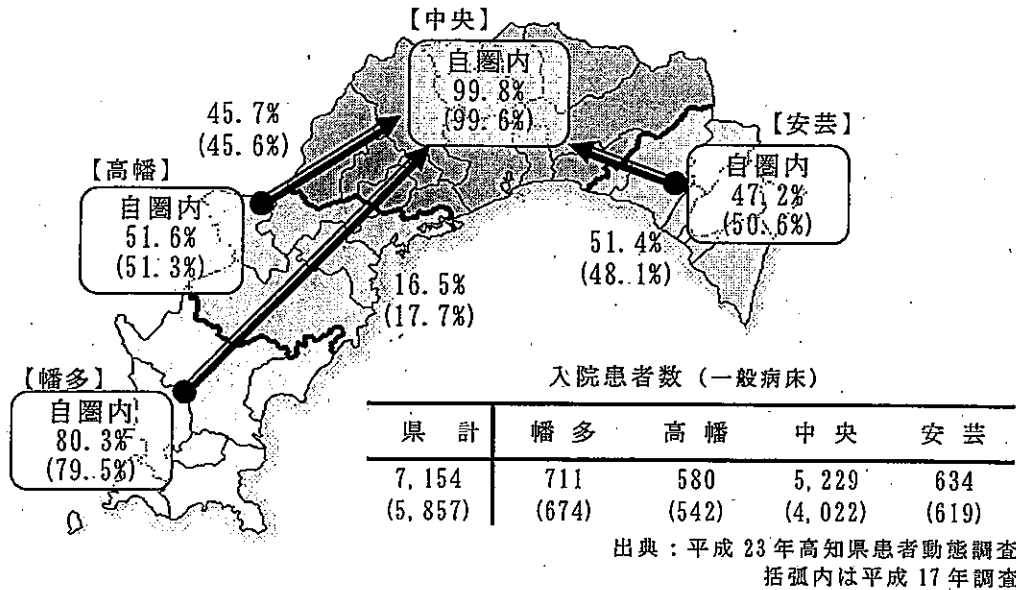 【中央】
自圏内
99.8%
(99.6%)
45.7%
(45.6%)
【安芸】
自圏内
47.2%
(50.6%)
【高幡】
自圏内
51.6%
(51.3%)
51.4%
(48.1%)
16.5%
(17.7%)
【幡多】
自圏内
80.3%
(79.5%)
入院患者数（一般病床）
県計 幡多 高幡 中央 安芸
7,154 711 580 5,229 634
(5,857) (674) (542) (4,022) (619)
出典：平成23年高知県患者動態調査
括弧内は平成17年調査